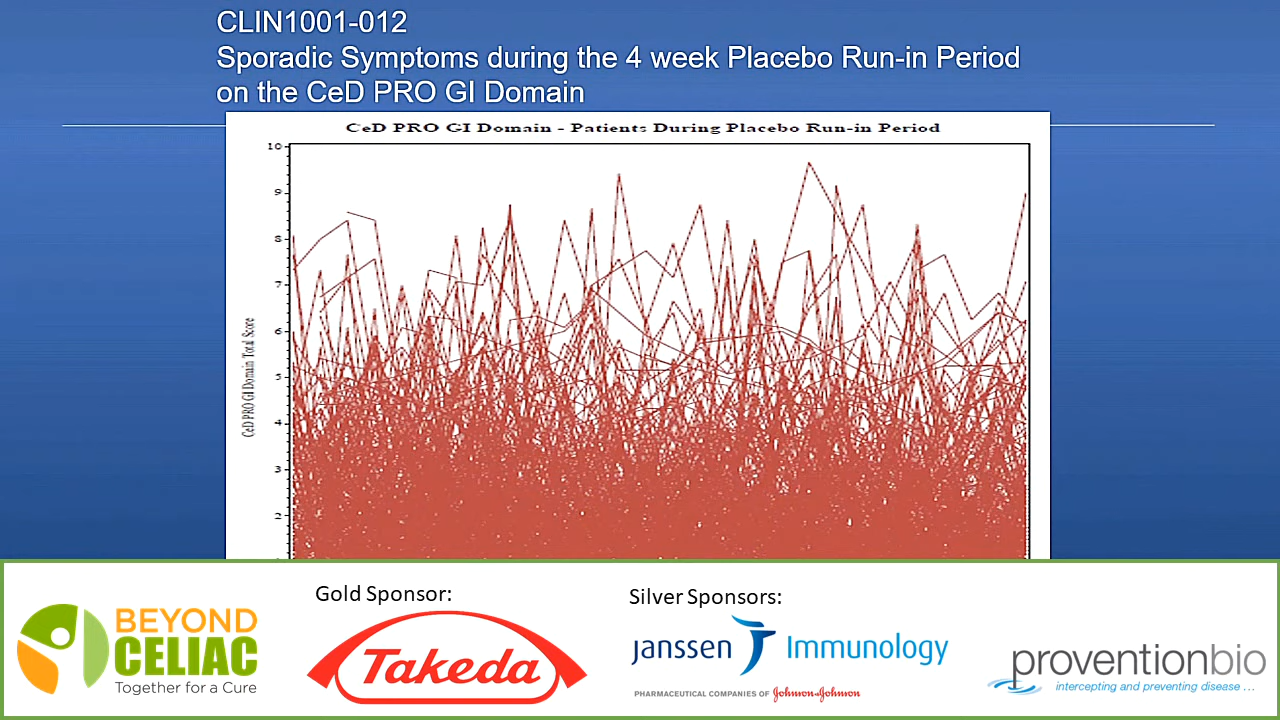 CLIN1001-012
Sporadic Symptoms during the 4 week Placebo Run-in Period
on the CeD PRO GI Domain
CeD PRO GI Domain - Patients During Placebo Run-in Period
10
9
8
7
6
5
4
3
2
CeD PRO GI Domain Total Score
Gold Sponsor:
Silver Sponsors:
BEYOND
CELIAC
Together for a Cure
Takeda
janssen Immunology
PHARMACEUTICAL COMPANIES OF Johnson & Johnson
proventionbio
intercepting and preventing disease ...